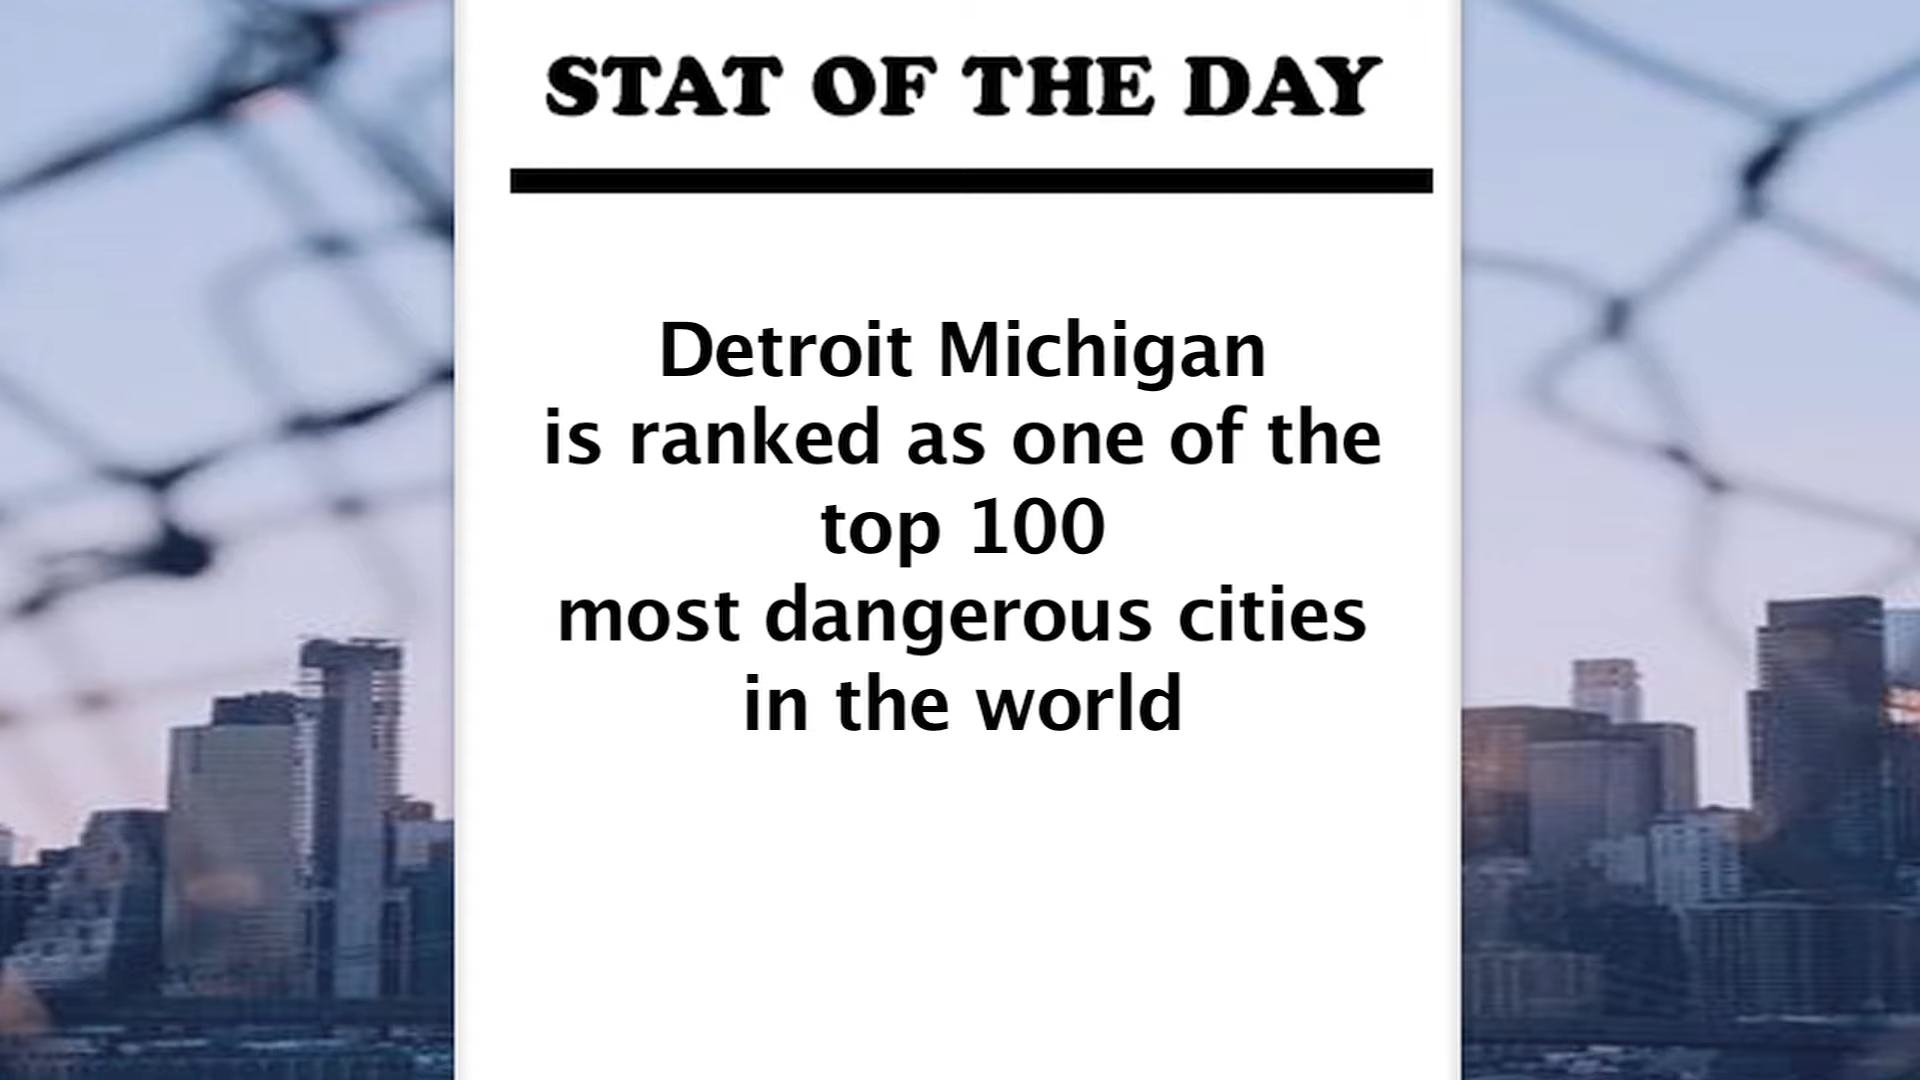 STAT OF THE DAY
Detroit Michigan
is ranked as one of the
top 100
most dangerous cities
in the world